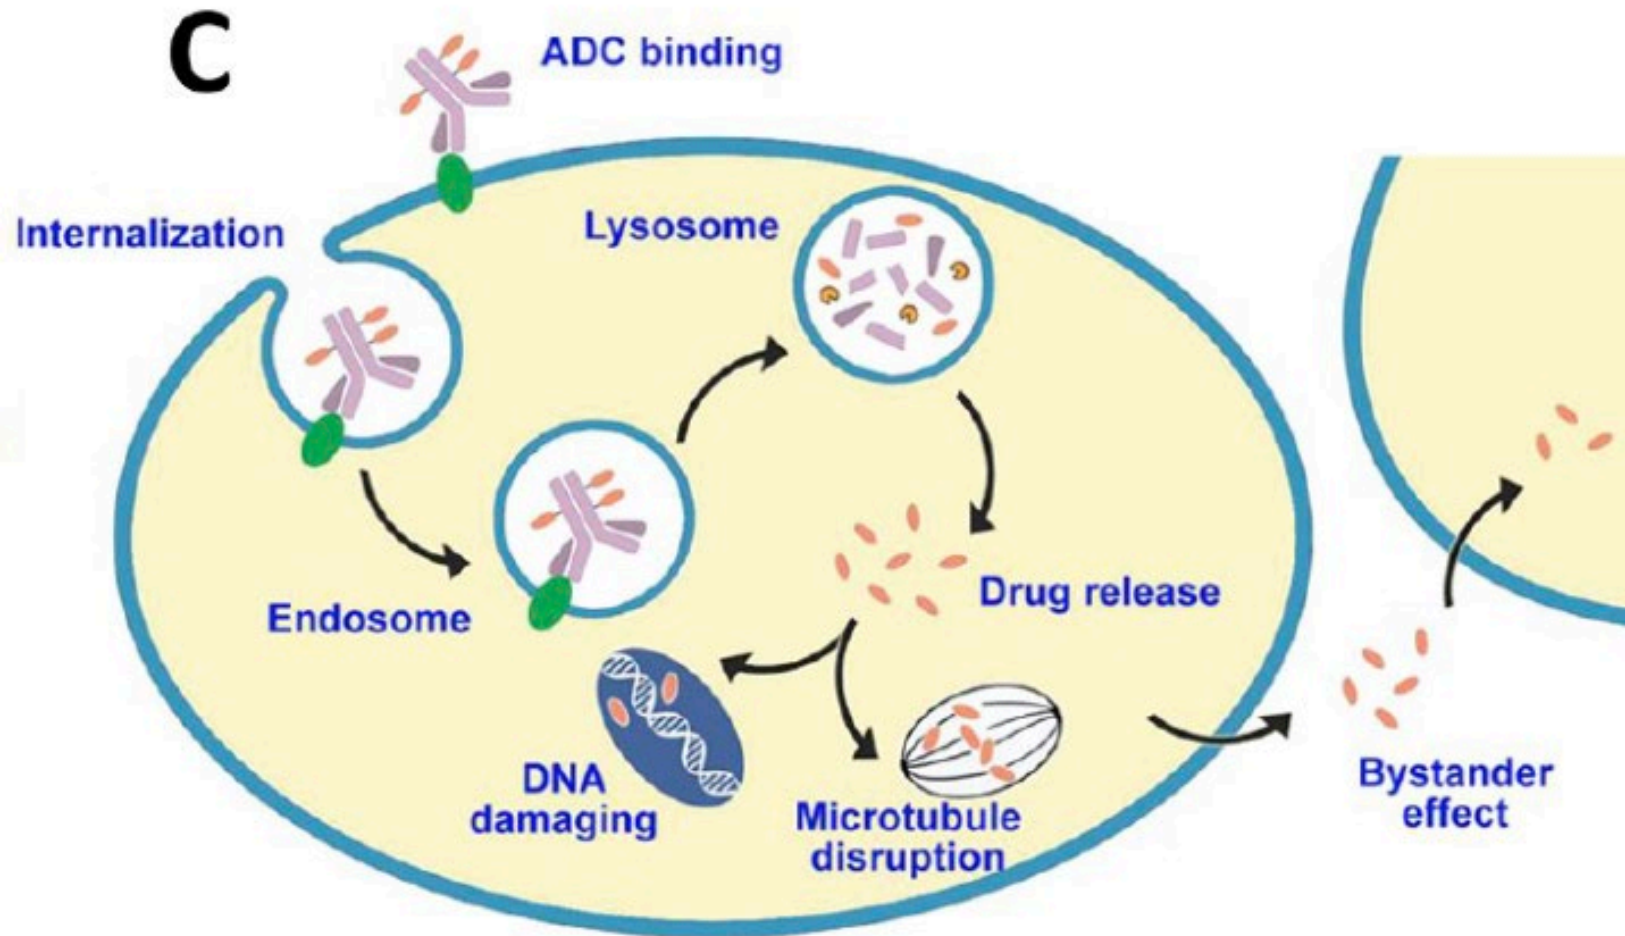 C
ADC binding
Internalization
Lysosome
Endosome
Drug release
DNA
damaging
Microtubule
disruption
Bystander
effect